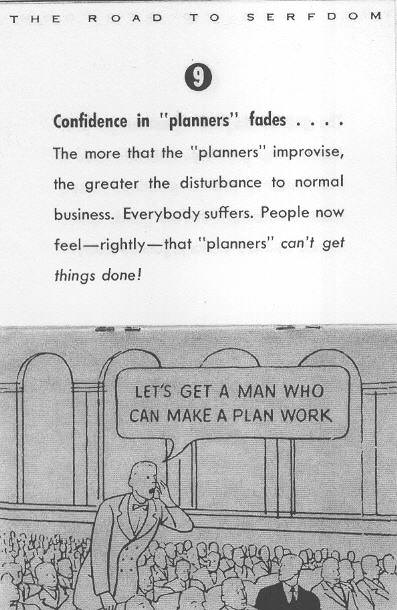 THE ROAD TO SERFDOM
9
Confidence in "planners" fades . . . .
The more that the "planners" improvise,
the greater the disturbance to normal
business. Everybody suffers. People now
feel—rightly—that "planners" can't get
things done!
LET'S GET A MAN WHO
CAN MAKE A PLAN WORK